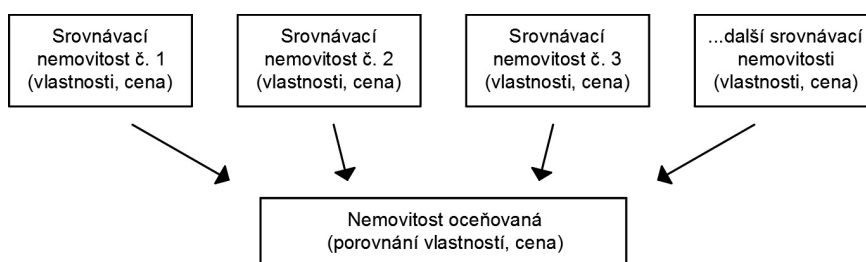 Srovnávací
nemovitost č. 1
(vlastnosti, cena)
Srovnávací
nemovitost č. 2
(vlastnosti, cena)
Srovnávací
nemovitost č. 3
(vlastnosti, cena)
...další srovnávací
nemovitosti
(vlastnosti, cena)
Nemovitost oceňovaná
(porovnání vlastností, cena)